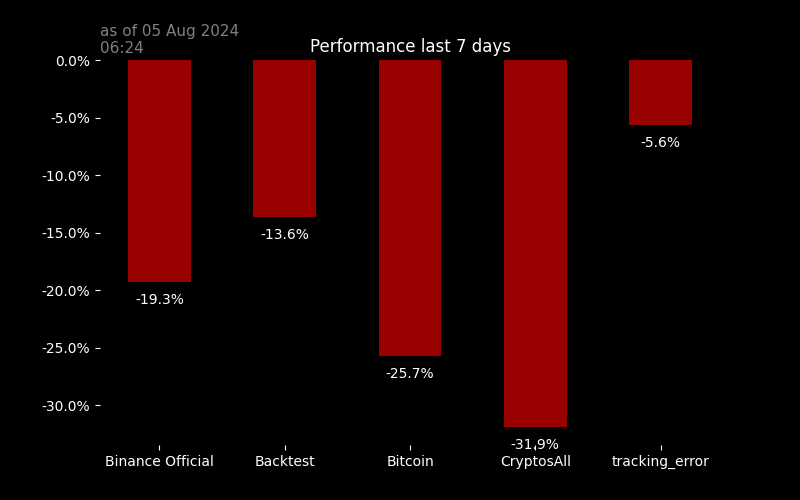 as of 05 Aug 2024
06:24
Performance last 7 days
0.0%
-5.0%
-10.0%
-15.0%
-20.0%
-25.0%
-30.0%
-19.3%
-13.6%
-25.7%
-31.9%
-5.6%
Binance Official
Backtest
Bitcoin
CryptosAll
tracking_error